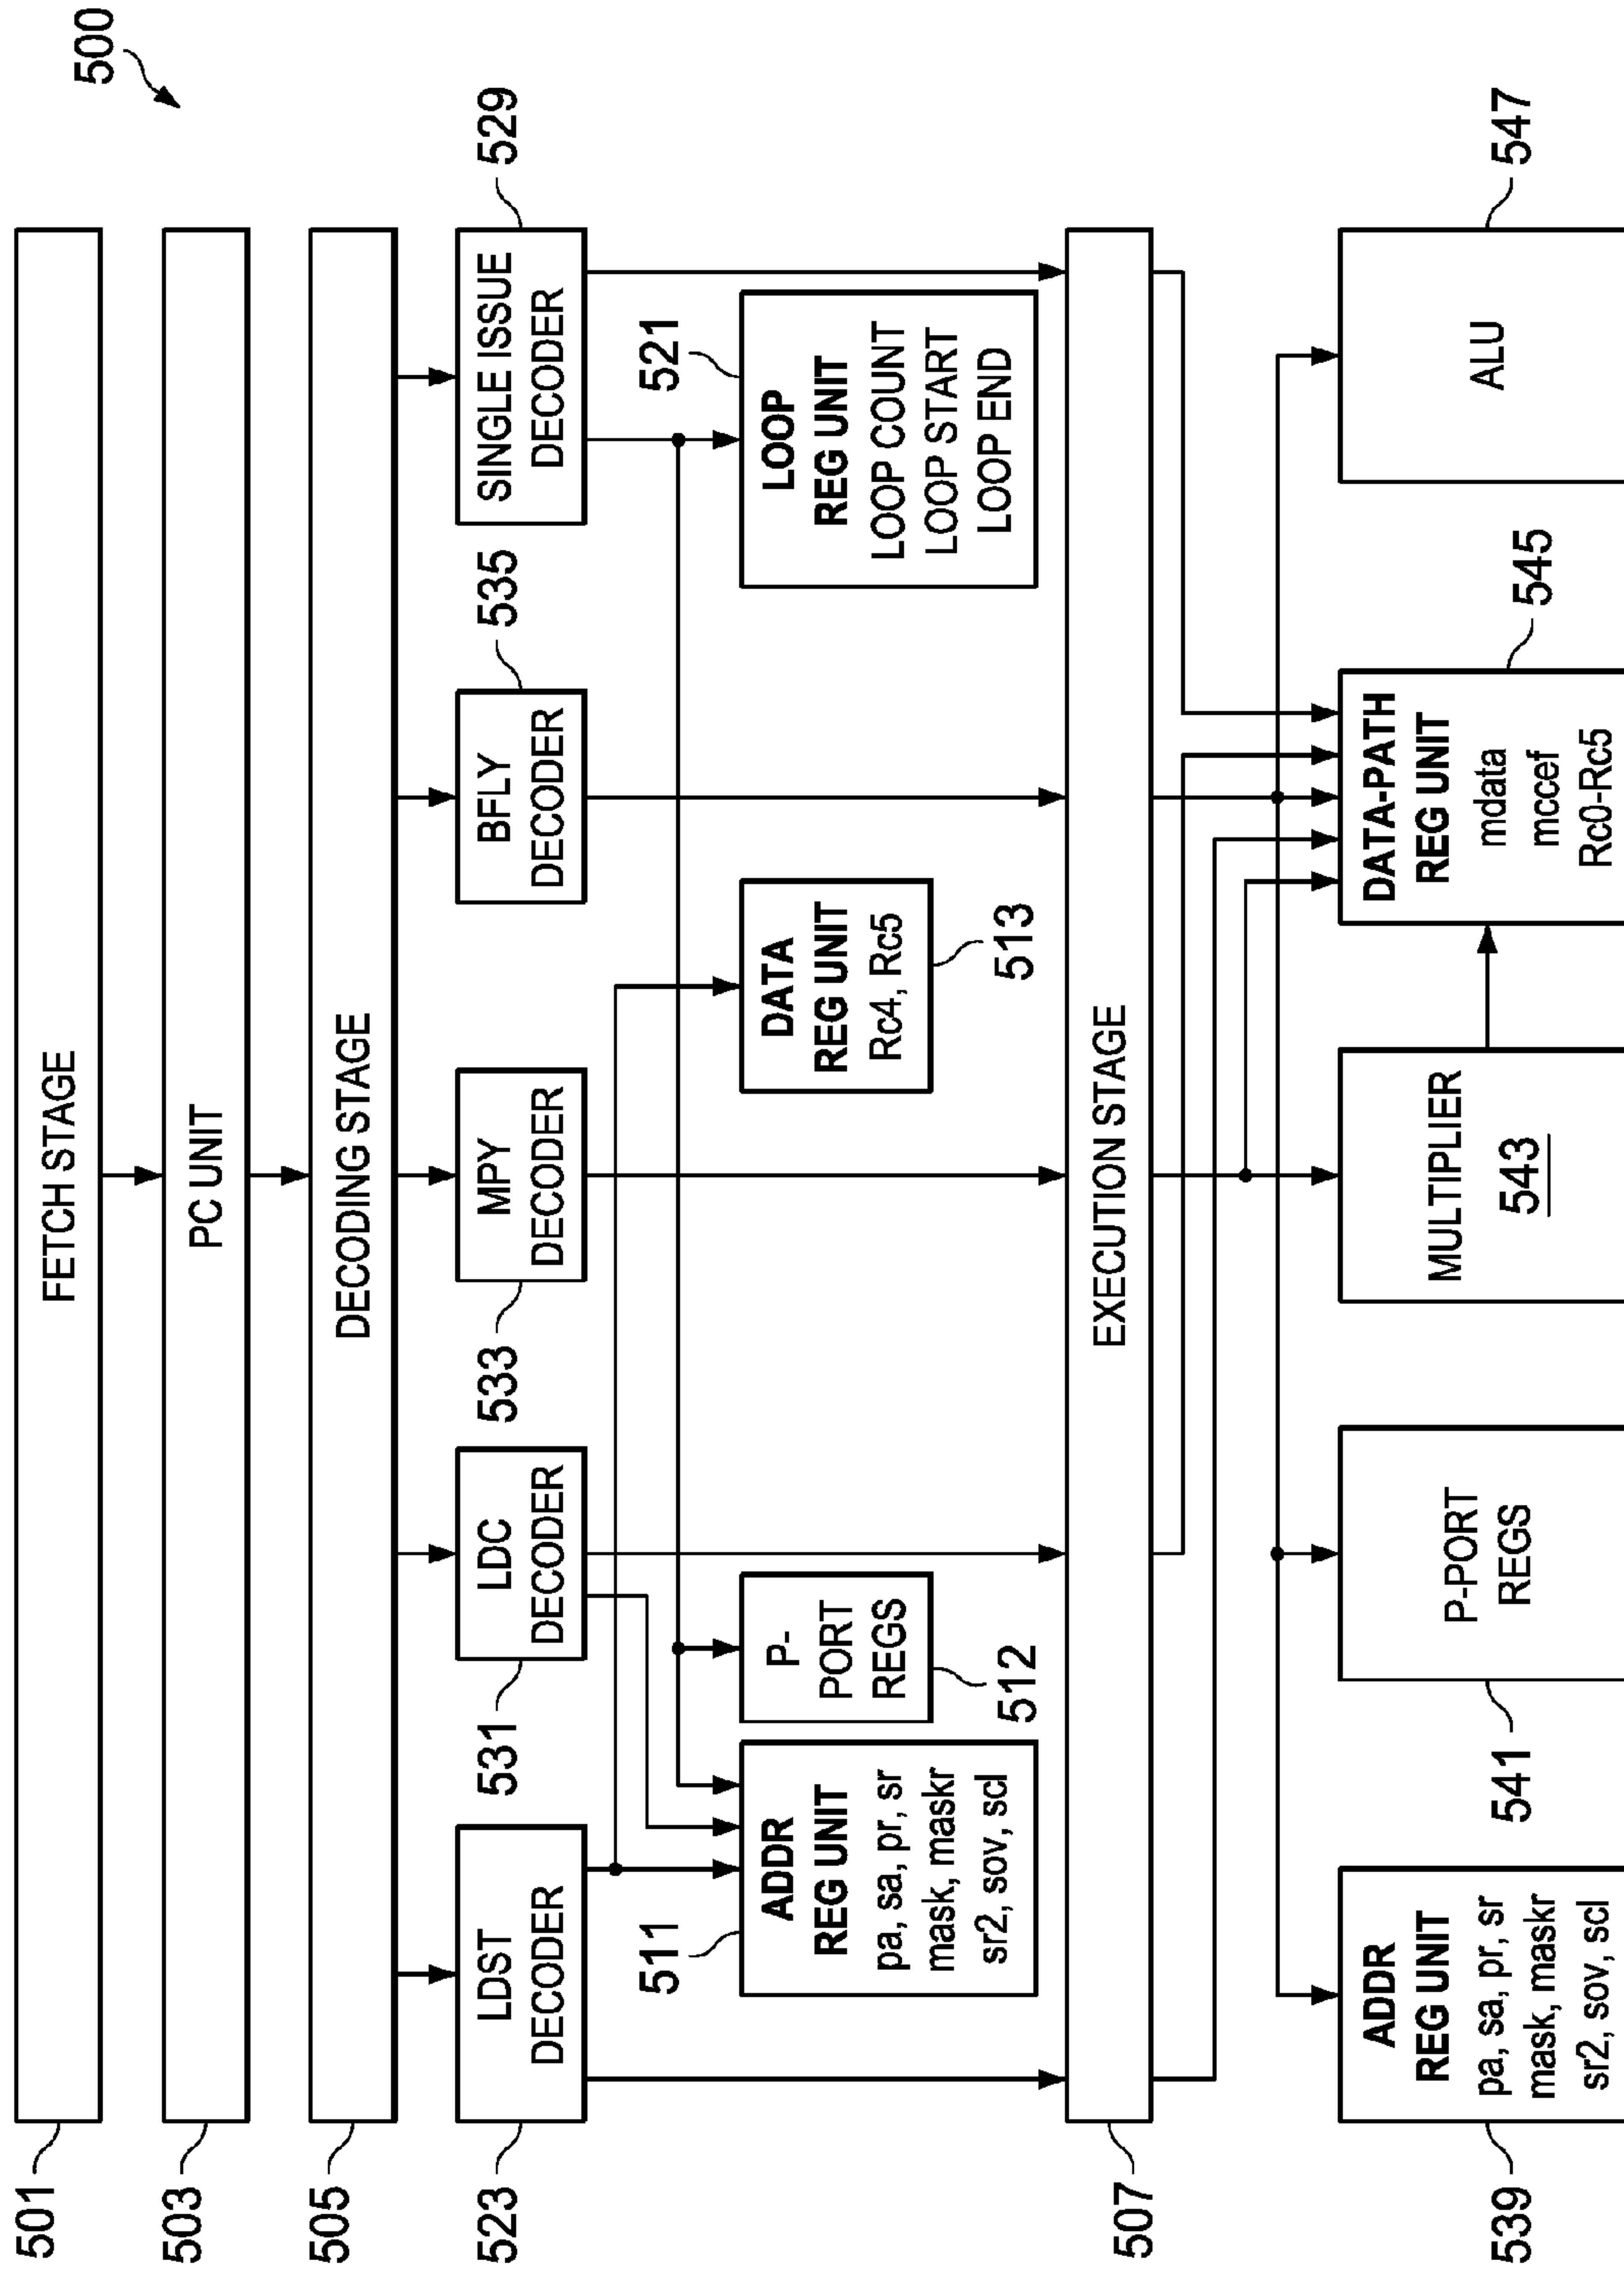 500
501
FETCH STAGE
503
PC UNIT
505
DECODING STAGE
523
LDST
DECODER
531
LDC
DECODER
533
MPY
DECODER
535
BFLY
DECODER
529
SINGLE ISSUE
DECODER
511
ADDR
REG UNIT
pa, sa, pr, sr
mask, maskr
sr2, sov, scl
512
P-
PORT
REGS
513
DATA
REG UNIT
Rc4, Rc5
521
LOOP
REG UNIT
LOOP COUNT
LOOP START
LOOP END
507
EXECUTION STAGE
539
ADDR
REG UNIT
pa, sa, pr, sr
mask, maskr
sr2, sov, scl
541
P-PORT
REGS
MULTIPLIER
543
545
DATA-PATH
REG UNIT
mdata
mccef
Rc0-Rc5
547
ALU